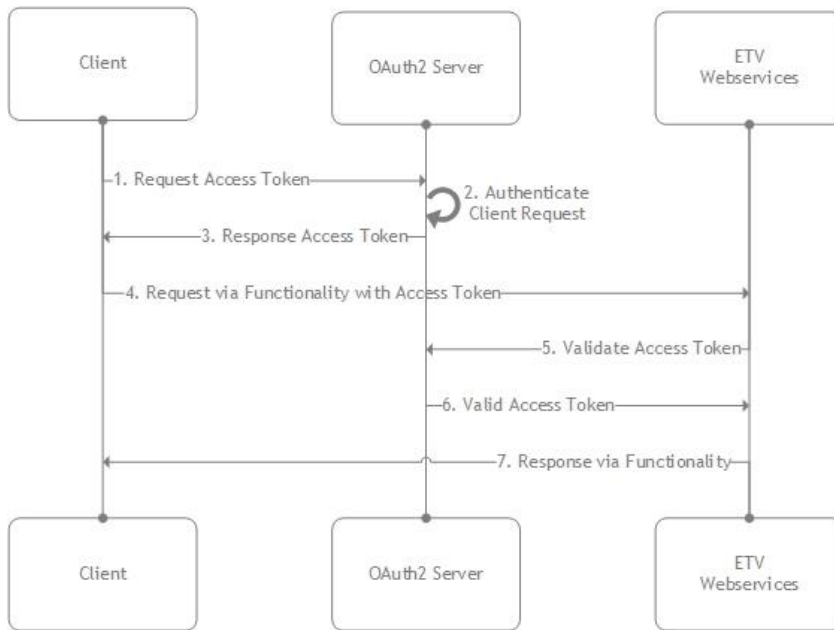 Client
OAuth2 Server
ETV
Webservices
1. Request Access Token
2. Authenticate
Client Request
3. Response Access Token
4. Request via Functionality with Access Token
5. Validate Access Token
6. Valid Access Token
7. Response via Functionality
Client
OAuth2 Server
ETV
Webservices